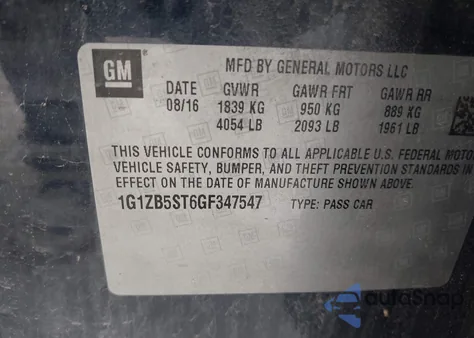 GM
MFD BY GENERAL MOTORS LLC
DATE GVWR GAWR FRT GAWR RR
08/16 1839 KG 950 KG 889 KG
4054 LB 2093 LB 1961 LB
THIS VEHICLE CONFORMS TO ALL APPLICABLE U.S. FEDERAL MOTOR
VEHICLE SAFETY, BUMPER, AND THEFT PREVENTION STANDARDS IN
EFFECT ON THE DATE OF MANUFACTURE SHOWN ABOVE.
1G1ZB5ST6GF347547 TYPE: PASS CAR
autoSnap